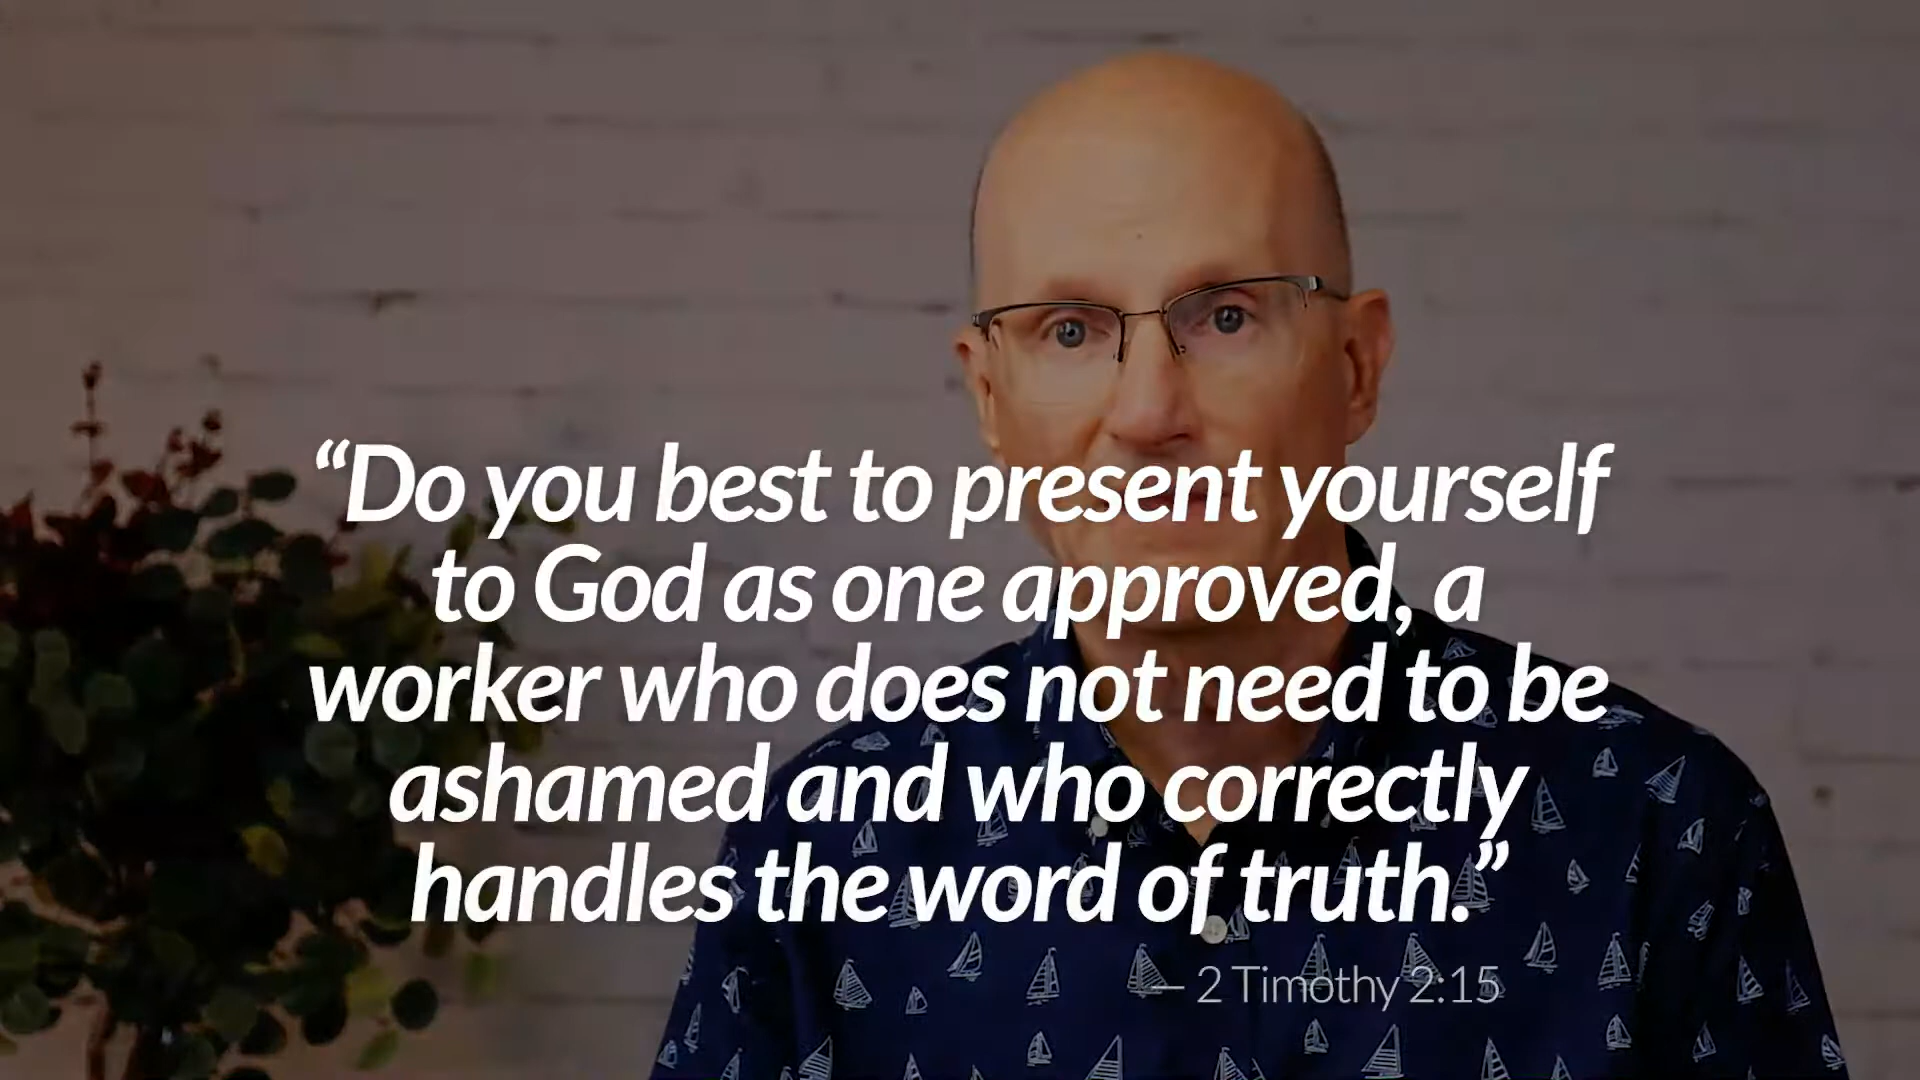 “Do you best to present yourself
to God as one approved, a
worker who does not need to be
ashamed and who correctly
handles the word of truth.”
— 2 Timothy 2:15